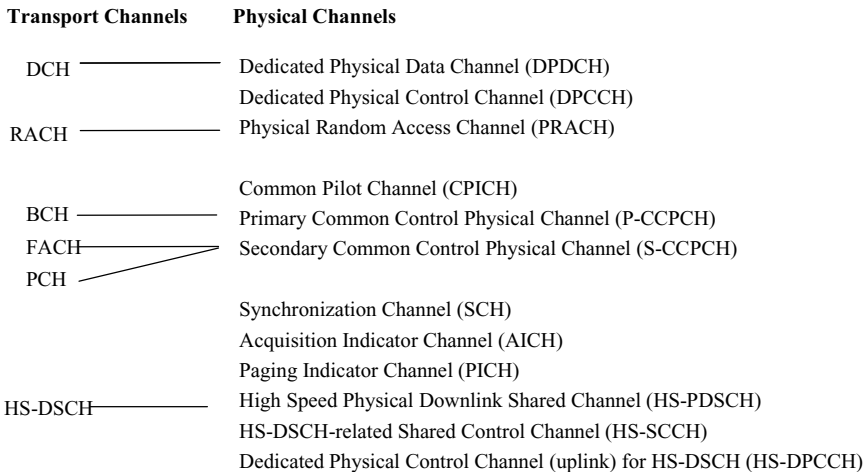 Transport Channels Physical Channels
DCH Dedicated Physical Data Channel (DPDCH)
Dedicated Physical Control Channel (DPCCH)
RACH Physical Random Access Channel (PRACH)
Common Pilot Channel (CPICH)
BCH Primary Common Control Physical Channel (P-CCPCH)
FACH Secondary Common Control Physical Channel (S-CCPCH)
PCH
Synchronization Channel (SCH)
Acquisition Indicator Channel (AICH)
Paging Indicator Channel (PICH)
HS-DSCH High Speed Physical Downlink Shared Channel (HS-PDSCH)
HS-DSCH-related Shared Control Channel (HS-SCCH)
Dedicated Physical Control Channel (uplink) for HS-DSCH (HS-DPCCH)